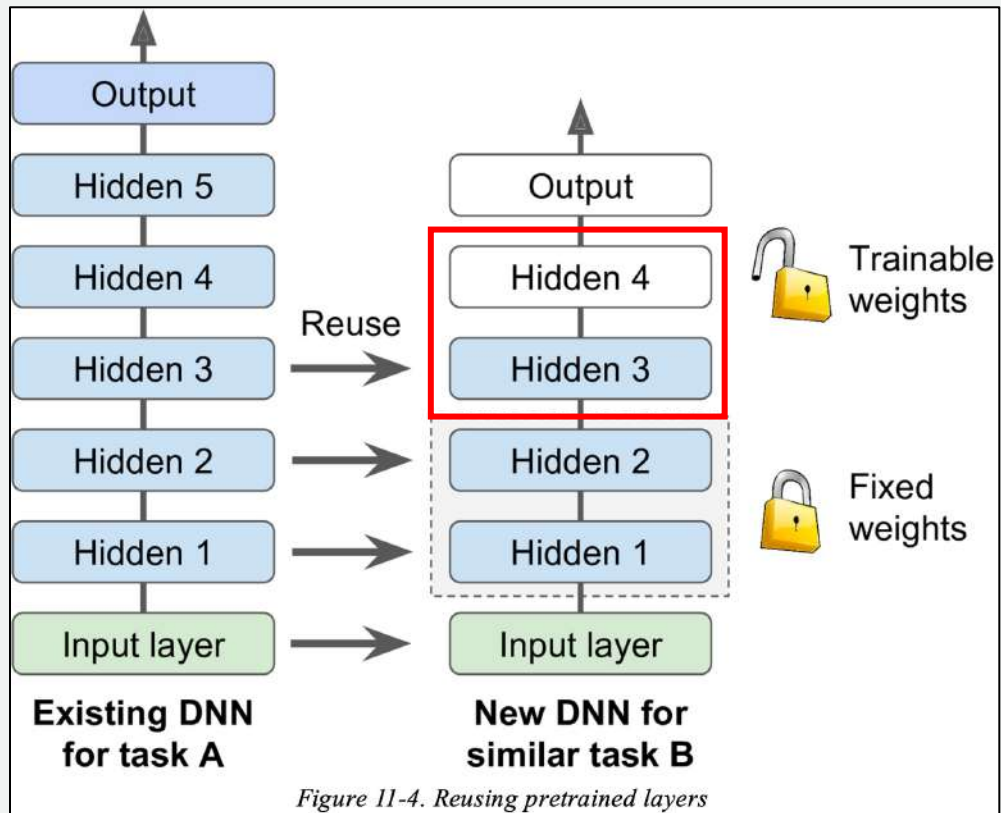 Output
Hidden 5
Hidden 4
Hidden 3
Hidden 2
Hidden 1
Input layer
Existing DNN
for task A
Reuse
Output
Hidden 4
Hidden 3
Hidden 2
Hidden 1
Input layer
New DNN for
similar task B
Trainable
weights
Fixed
weights
Figure 11-4. Reusing pretrained layers